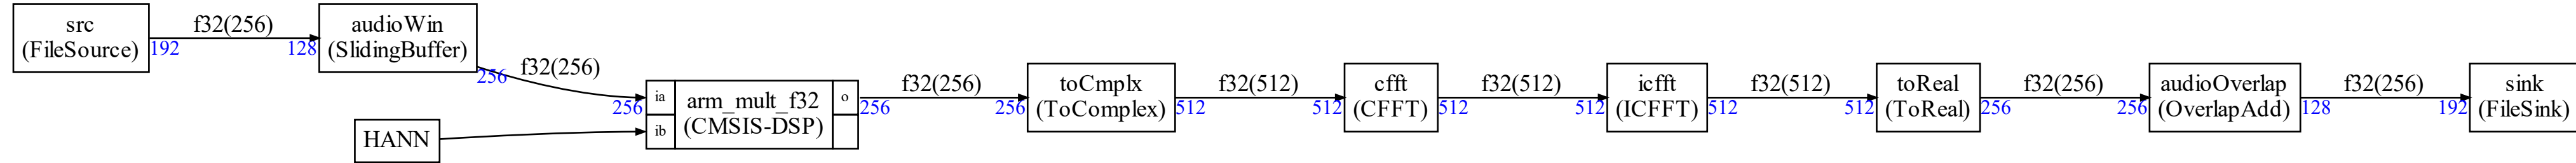 src
(FileSource)
192
f32(256)
128
audioWin
(SlidingBuffer)
256
f32(256)
256
HANN
ia
ib
arm_mult_f32
(CMSIS-DSP)
o
256
f32(256)
256
toCmplx
(ToComplex)
512
f32(512)
512
cfft
(CFFT)
512
f32(512)
512
icfft
(ICFFT)
512
f32(512)
512
toReal
(ToReal)
256
f32(256)
256
audioOverlap
(OverlapAdd)
128
f32(256)
192
sink
(FileSink)